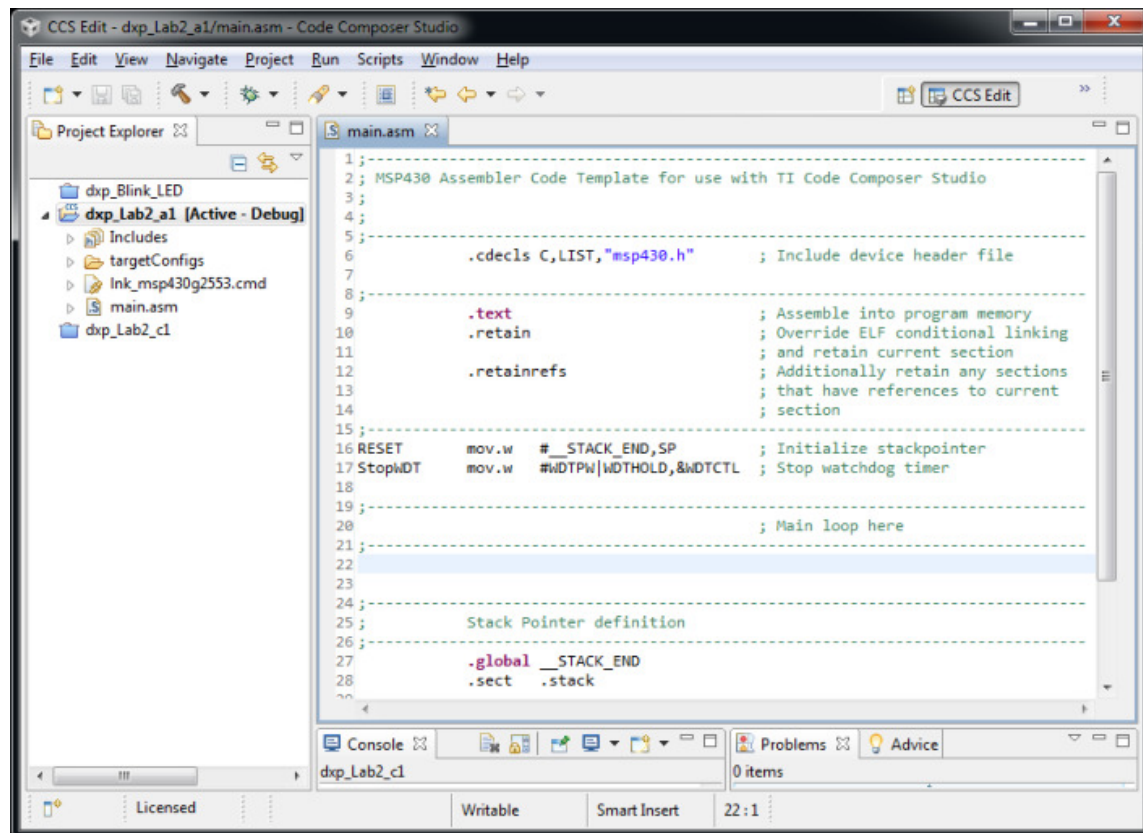 CCS Edit - dxp_Lab2_a1/main.asm - Code Composer Studio
File Edit View Navigate Project Run Scripts Window Help
CCS Edit
Project Explorer
dxp_Blink_LED
dxp_Lab2_a1 [Active - Debug]
Includes
targetConfigs
lnk_msp430g2553.cmd
main.asm
dxp_Lab2_c1
main.asm
1 ;-------------------------------------------------------------------------------
2 ; MSP430 Assembler Code Template for use with TI Code Composer Studio
3 ;
4 ;
5 ;-------------------------------------------------------------------------------
6 .cdecls C,LIST,"msp430.h" ; Include device header file
7
8 ;-------------------------------------------------------------------------------
9 .text ; Assemble into program memory
10 .retain ; Override ELF conditional linking
11 ; and retain current section
12 .retainrefs ; Additionally retain any sections
13 ; that have references to current
14 ; section
15 ;-------------------------------------------------------------------------------
16 RESET mov.w #__STACK_END,SP ; Initialize stackpointer
17 StopWDT mov.w #WDTPW|WDTHOLD,&WDTCTL ; Stop watchdog timer
18
19 ;-------------------------------------------------------------------------------
20 ; Main loop here
21 ;-------------------------------------------------------------------------------
22
23
24 ;-------------------------------------------------------------------------------
25 ; Stack Pointer definition
26 ;-------------------------------------------------------------------------------
27 .global __STACK_END
28 .sect .stack
Console
dxp_Lab2_c1
Problems Advice
0 items
Licensed Writable Smart Insert 22:1